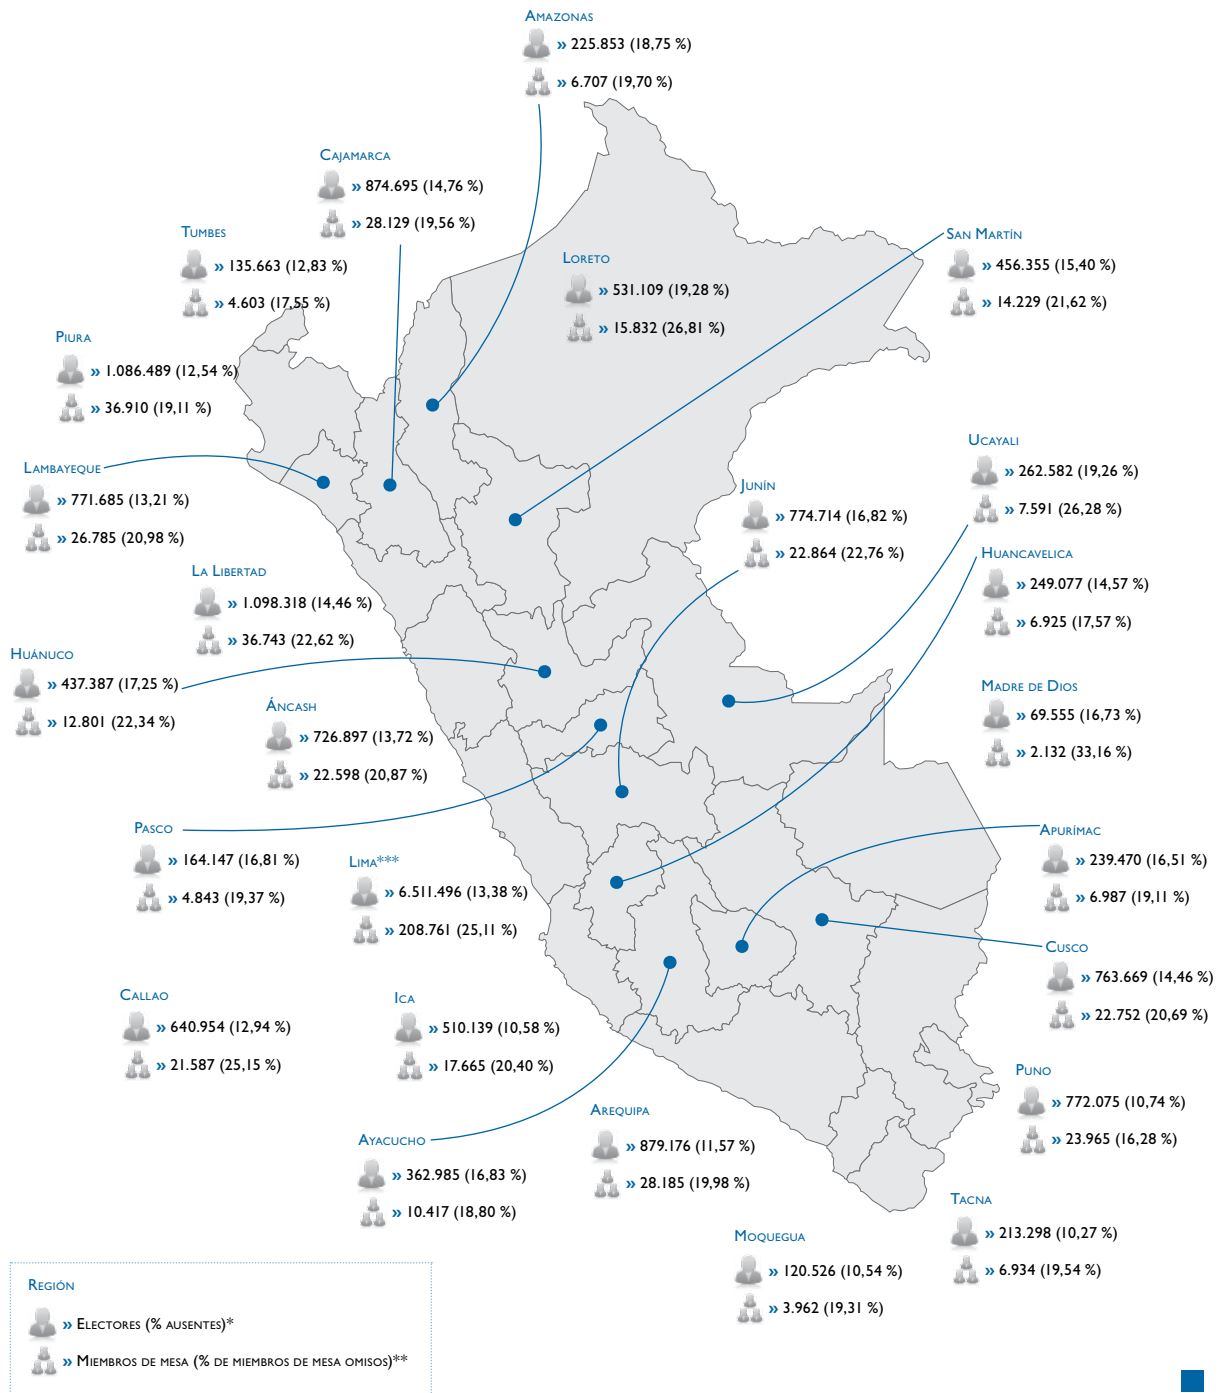 Amazonas
» 225.853 (18,75 %)
» 6.707 (19,70 %)
Cajamarca
» 874.695 (14,76 %)
» 28.129 (19,56 %)
Tumbes
» 135.663 (12,83 %)
» 4.603 (17,55 %)
Loreto
» 531.109 (19,28 %)
» 15.832 (26,81 %)
San Martín
» 456.355 (15,40 %)
» 14.229 (21,62 %)
Piura
» 1.086.489 (12,54 %)
» 36.910 (19,11 %)
Lambayeque
» 771.685 (13,21 %)
» 26.785 (20,98 %)
Ucayali
» 262.582 (19,26 %)
» 7.591 (26,28 %)
Junín
» 774.714 (16,82 %)
» 22.864 (22,76 %)
Huancavelica
» 249.077 (14,57 %)
» 6.925 (17,57 %)
La Libertad
» 1.098.318 (14,46 %)
» 36.743 (22,62 %)
Huánuco
» 437.387 (17,25 %)
» 12.801 (22,34 %)
Madre de Dios
» 69.555 (16,73 %)
» 2.132 (33,16 %)
Áncash
» 726.897 (13,72 %)
» 22.598 (20,87 %)
Pasco
» 164.147 (16,81 %)
» 4.843 (19,37 %)
Lima***
» 6.511.496 (13,38 %)
» 208.761 (25,11 %)
Apurímac
» 239.470 (16,51 %)
» 6.987 (19,11 %)
Cusco
» 763.669 (14,46 %)
» 22.752 (20,69 %)
Callao
» 640.954 (12,94 %)
» 21.587 (25,15 %)
Ica
» 510.139 (10,58 %)
» 17.665 (20,40 %)
Puno
» 772.075 (10,74 %)
» 23.965 (16,28 %)
Arequipa
» 879.176 (11,57 %)
» 28.185 (19,98 %)
Ayacucho
» 362.985 (16,83 %)
» 10.417 (18,80 %)
Tacna
» 213.298 (10,27 %)
» 6.934 (19,54 %)
Moquegua
» 120.526 (10,54 %)
» 3.962 (19,31 %)
Región
» Electores (% ausentes)*
» Miembros de mesa (% de miembros de mesa omisos)**